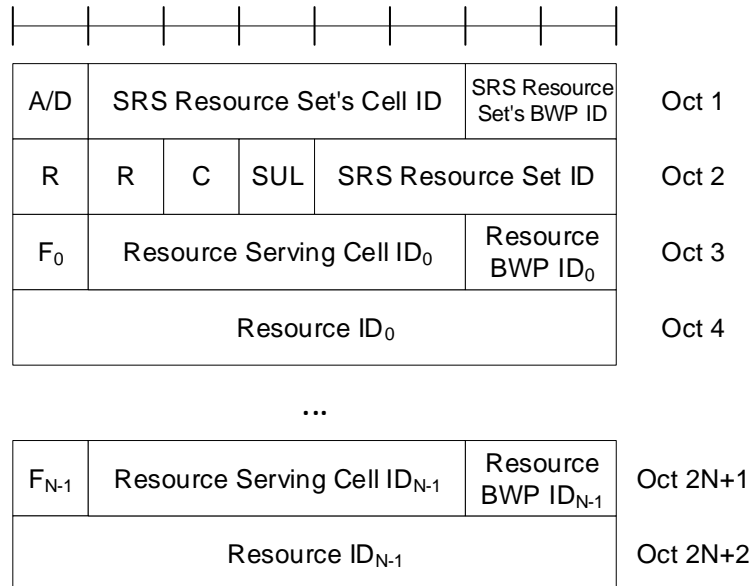 A/D SRS Resource Set's Cell ID SRS Resource Set's BWP ID Oct 1
R R C SUL SRS Resource Set ID Oct 2
F0 Resource Serving Cell ID0 Resource BWP ID0 Oct 3
Resource ID0 Oct 4
...
FN-1 Resource Serving Cell IDN-1 Resource BWP IDN-1 Oct 2N+1
Resource IDN-1 Oct 2N+2